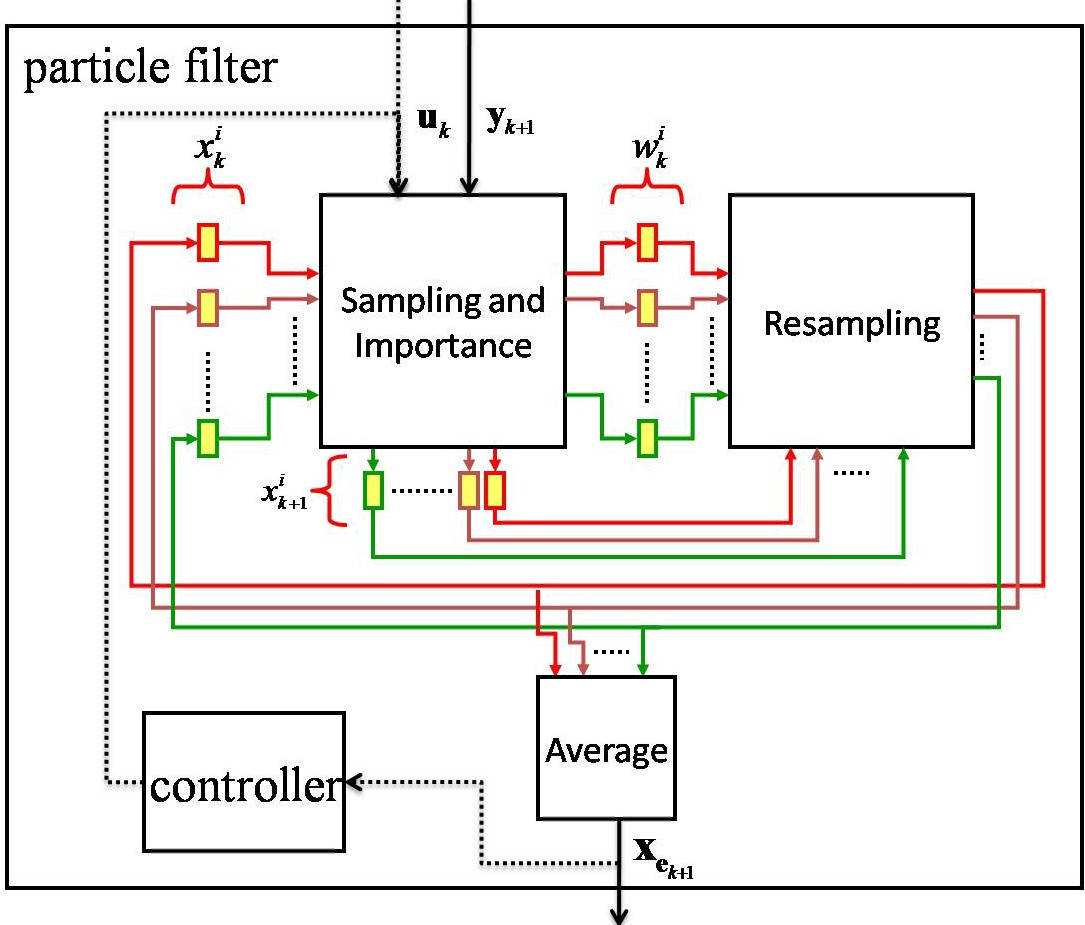 particle filter
u_k
y_{k+1}
x_k^i
w_k^i
Sampling and
Importance
Resampling
x_{k+1}^i
Average
controller
x_{e_{k+1}}